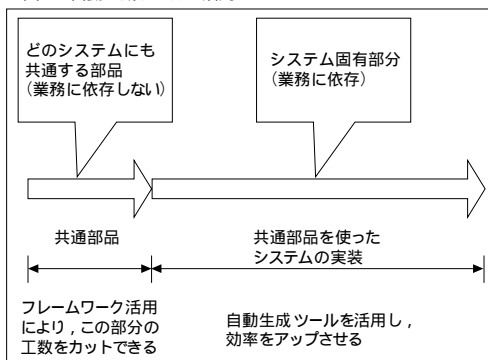 どのシステムにも
共通する部品
(業務に依存しない)
システム固有部分
(業務に依存)
共通部品
共通部品を使った
システムの実装
フレームワーク活用
により,この部分の
工数をカットできる
自動生成ツールを活用し,
効率をアップさせる